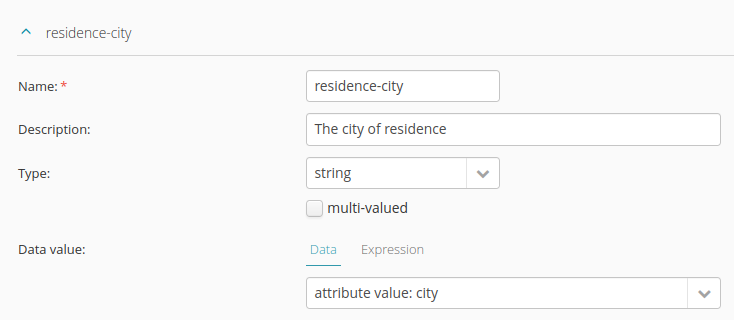 residence-city
Name: * residence-city
Description: The city of residence
Type: string
multi-valued
Data value: Data Expression
attribute value: city